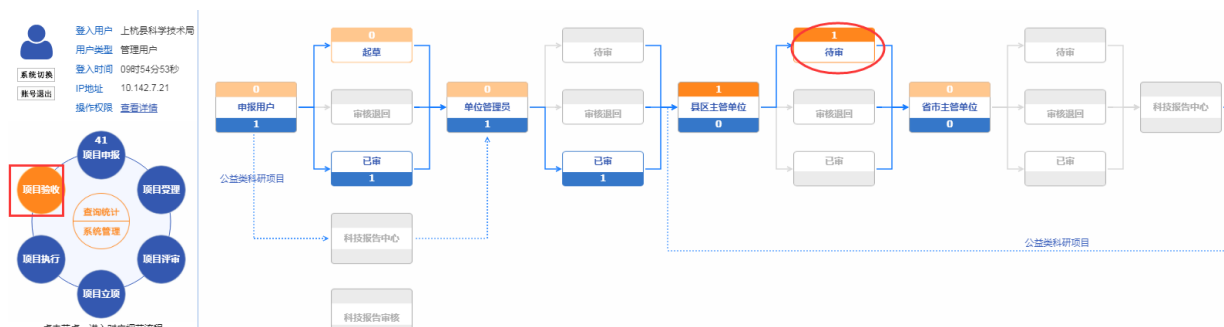 登入用户 上杭县科学技术局
用户类型 管理用户
登入时间 09时54分53秒
IP地址 10.142.7.21
操作权限 查看详情
系统切换
账号退出
41
项目申报
项目验收
项目受理
查询统计
系统管理
项目执行
项目评审
项目立项
0
申报用户
1
公益类科研项目
0
起草
审核退回
已审
1
科技报告中心
科技报告审核
0
单位管理员
1
待审
审核退回
已审
1
1
县区主管单位
0
1
待审
审核退回
已审
0
省市主管单位
0
待审
审核退回
已审
科技报告中心
公益类科研项目